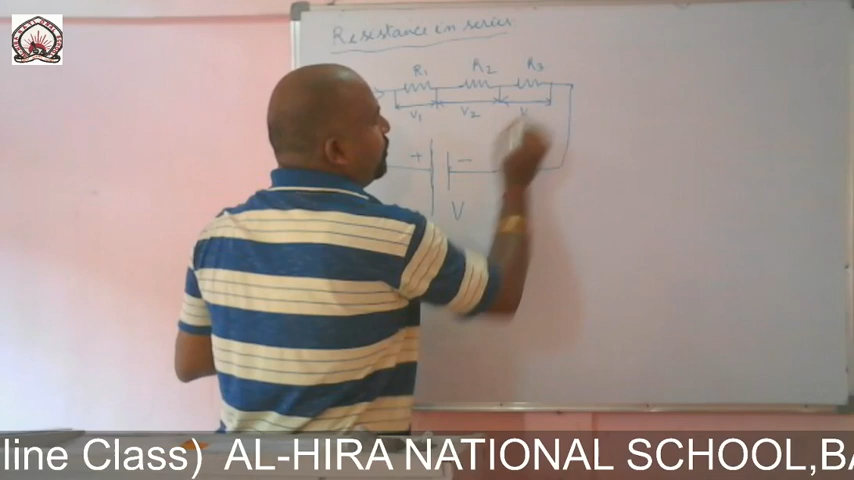 Resistance in series
R1 R2 R3
V1 V2 V
+ -
V
line Class) AL-HIRA NATIONAL SCHOOL,BA